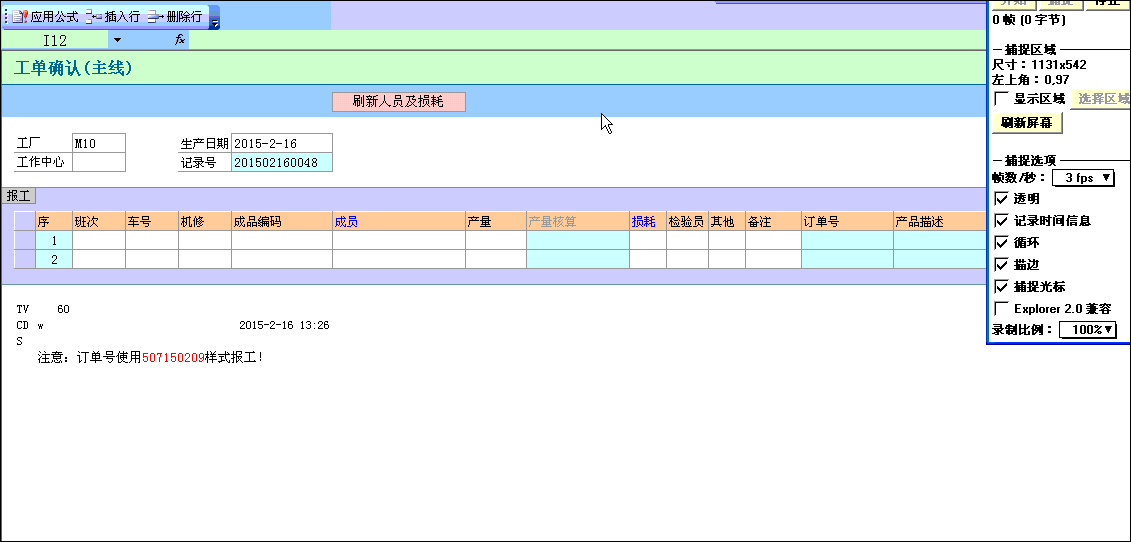 应用公式 插入行 删除行
I12 fx
工单确认(主线)
刷新人员及损耗
工厂 M10 生产日期 2015-2-16
工作中心 记录号 201502160048
报工
序 班次 车号 机修 成品编码 成员 产量 产量核算 损耗 检验员 其他 备注 订单号 产品描述
1
2
TV 60
CD w 2015-2-16 13:26
S
注意：订单号使用507150209样式报工!
0 帧 (0 字节)
捕捉区域
尺寸：1131x542
左上角：0,97
显示区域 选择区域
刷新屏幕
捕捉选项
帧数/秒： 3 fps
透明
记录时间信息
循环
描边
捕捉光标
Explorer 2.0 兼容
录制比例： 100%